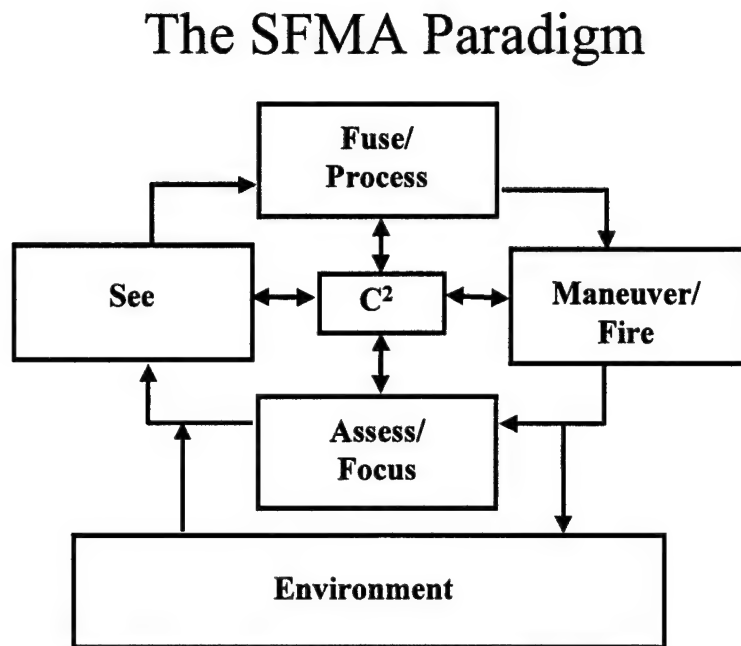 The SFMA Paradigm
Fuse/
Process
See
C²
Maneuver/
Fire
Assess/
Focus
Environment